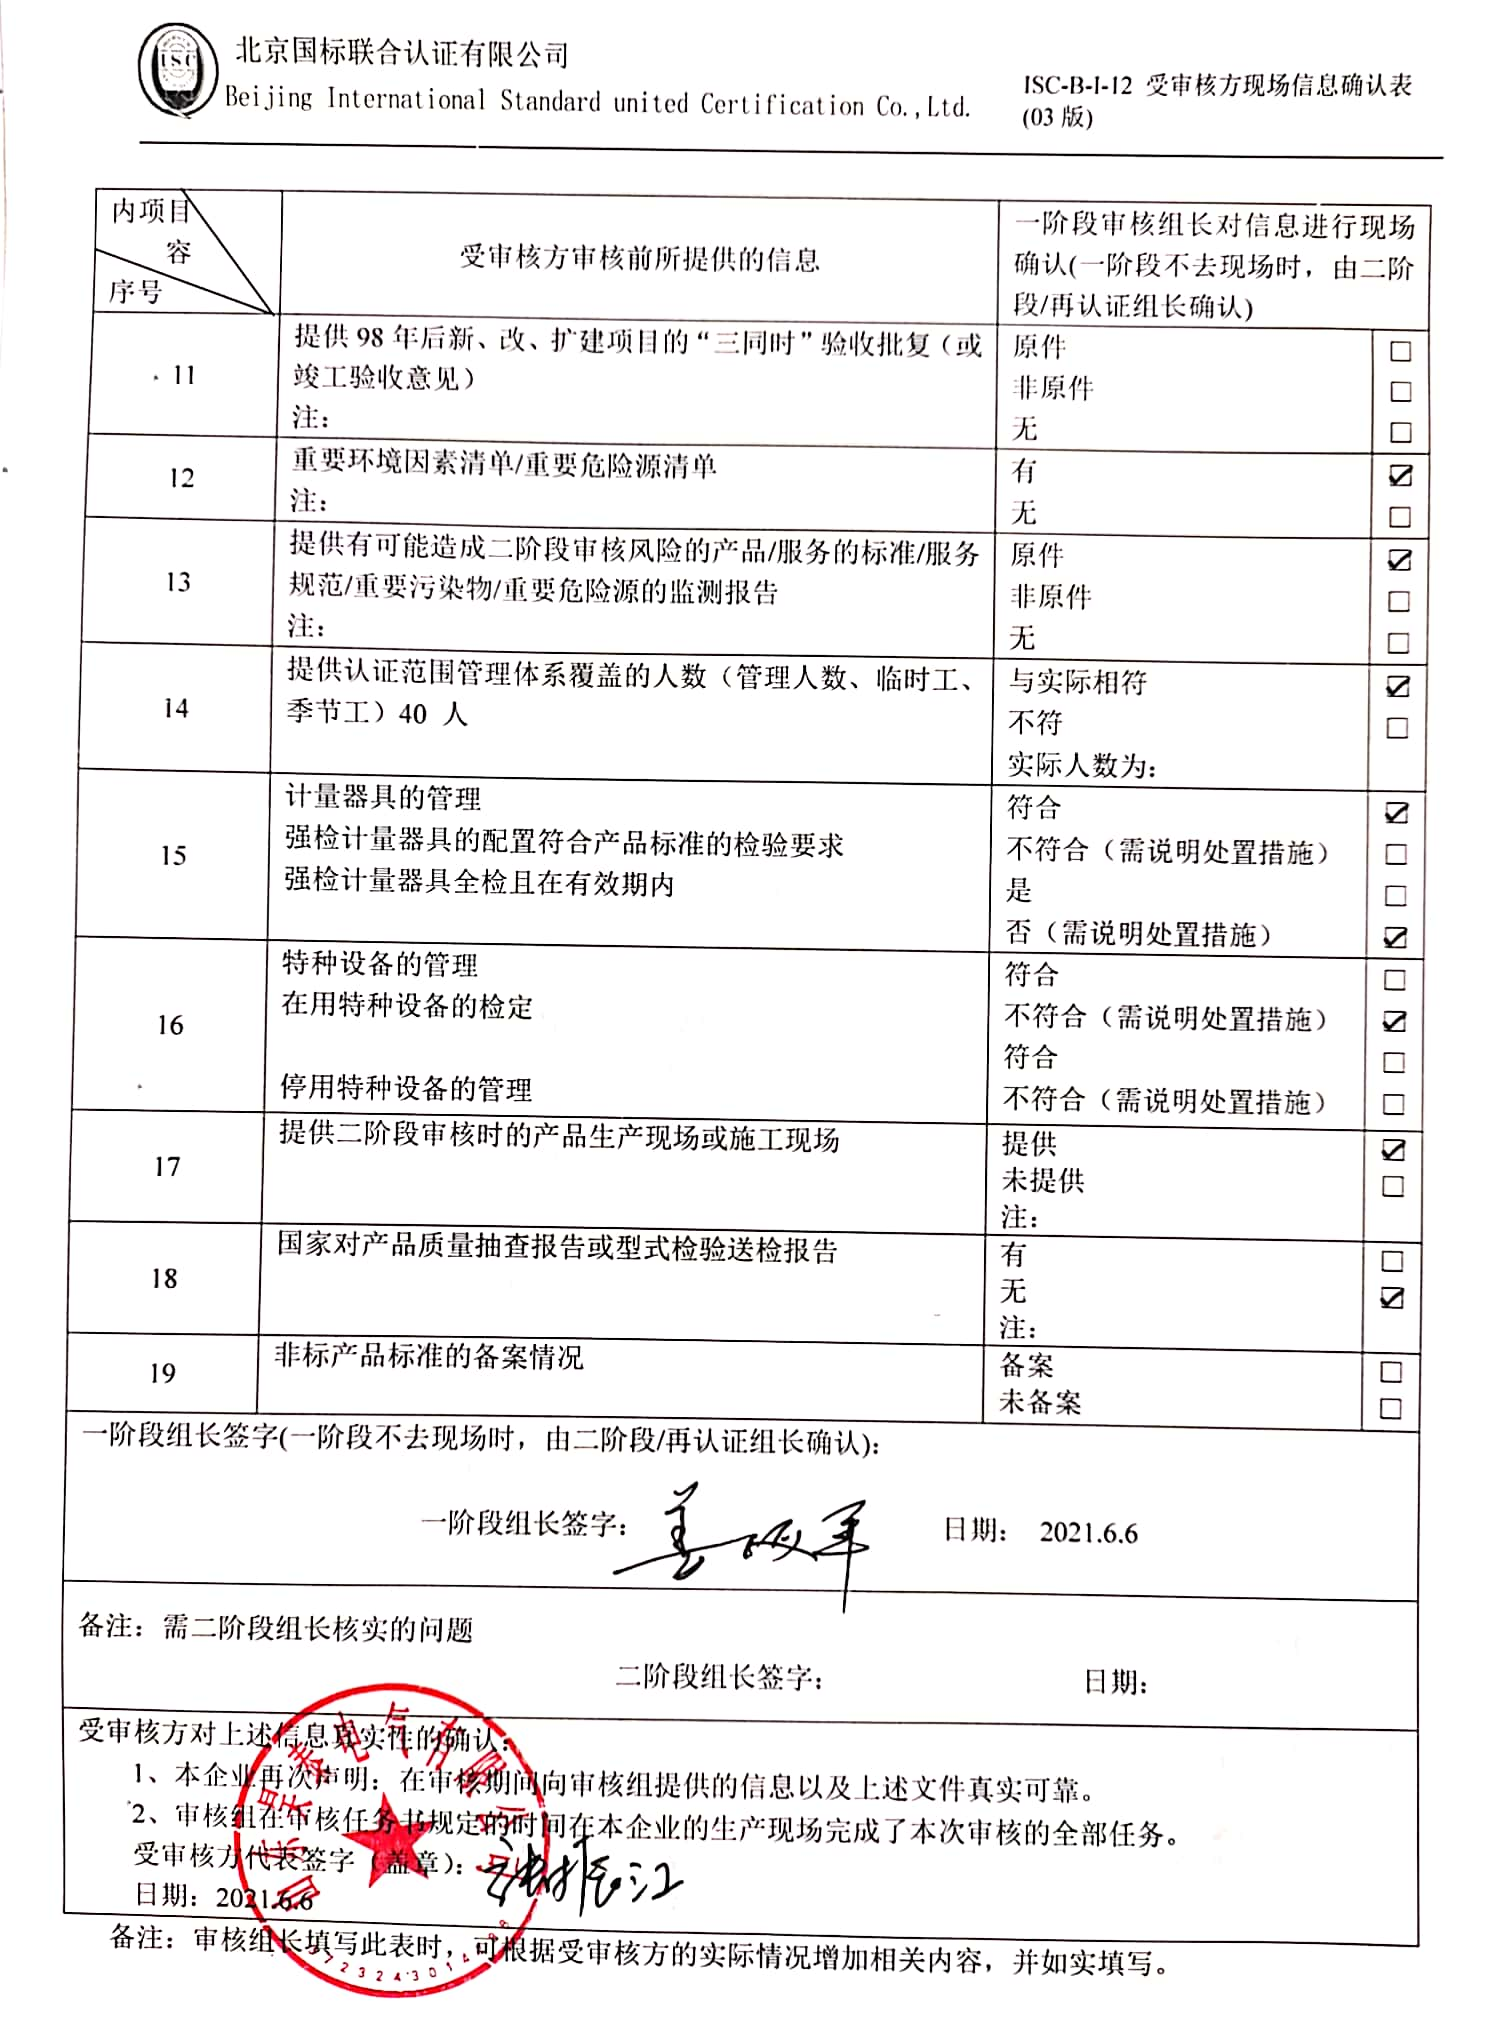 ISC
北京国标联合认证有限公司
Beijing International Standard united Certification Co.,Ltd.
ISC-B-I-12 受审核方现场信息确认表
(03 版)
内项目
容
序号
受审核方审核前所提供的信息
一阶段审核组长对信息进行现场
确认(一阶段不去现场时，由二阶
段/再认证组长确认)
11
提供 98 年后新、改、扩建项目的“三同时”验收批复（或
竣工验收意见）
注：
原件 □
非原件 □
无 □
12
重要环境因素清单/重要危险源清单
注：
有 ☑
无 □
13
提供有可能造成二阶段审核风险的产品/服务的标准/服务
规范/重要污染物/重要危险源的监测报告
注：
原件 ☑
非原件 □
无 □
14
提供认证范围管理体系覆盖的人数（管理人数、临时工、
季节工）40 人
与实际相符 ☑
不符 □
实际人数为：
15
计量器具的管理
强检计量器具的配置符合产品标准的检验要求
强检计量器具全检且在有效期内
符合 ☑
不符合（需说明处置措施） □
是 □
否（需说明处置措施） ☑
16
特种设备的管理
在用特种设备的检定
停用特种设备的管理
符合 □
不符合（需说明处置措施） ☑
符合 □
不符合（需说明处置措施） □
17
提供二阶段审核时的产品生产现场或施工现场
提供 ☑
未提供 □
注：
18
国家对产品质量抽查报告或型式检验送检报告
有 □
无 ☑
注：
19
非标产品标准的备案情况
备案 □
未备案 □
一阶段组长签字(一阶段不去现场时，由二阶段/再认证组长确认)：
一阶段组长签字： 日期： 2021.6.6
备注：需二阶段组长核实的问题
二阶段组长签字： 日期：
受审核方对上述信息真实性的确认：
1、本企业再次声明：在审核期间向审核组提供的信息以及上述文件真实可靠。
2、审核组在审核任务书规定的时间在本企业的生产现场完成了本次审核的全部任务。
受审核方代表签字（盖章）：
日期：2021.6.6
备注：审核组长填写此表时，可根据受审核方的实际情况增加相关内容，并如实填写。
电气有限公司